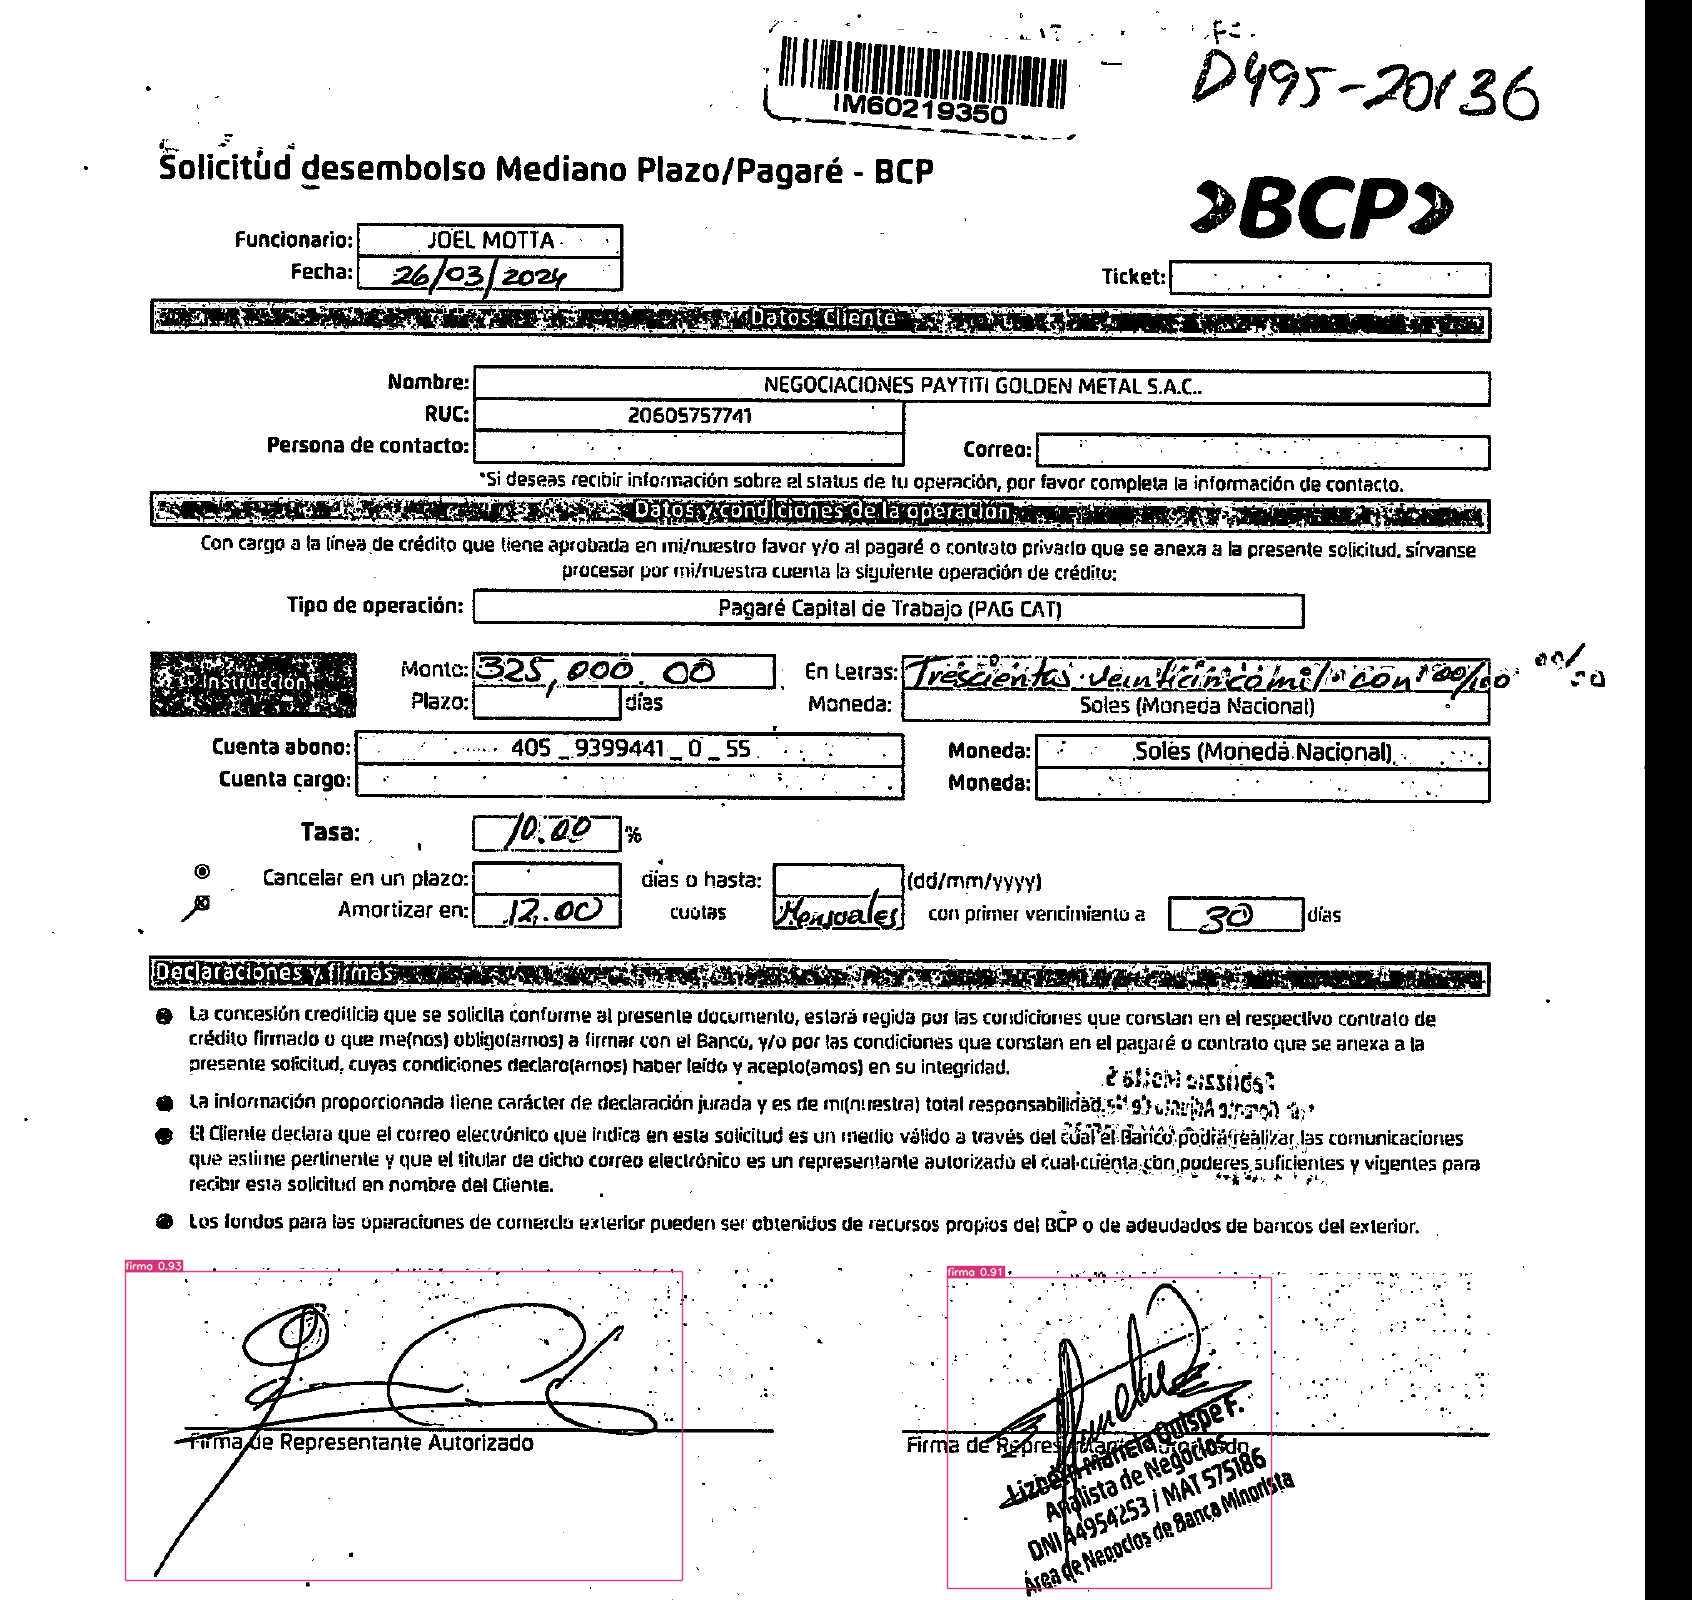 D495-20136
IM60219350
Solicitud desembolso Mediano Plazo/Pagaré - BCP
BCP
Funcionario: JOEL MOTTA
Fecha: 26/03/2024
Ticket:
Datos Cliente
Nombre: NEGOCIACIONES PAYTITI GOLDEN METAL S.A.C..
RUC: 20605757741
Persona de contacto: Correo:
*Si deseas recibir información sobre el status de tu operación, por favor completa la información de contacto.
Datos y condiciones de la operación
Con cargo a la línea de crédito que tiene aprobada en mi/nuestro favor y/o al pagaré o contrato privado que se anexa a la presente solicitud, sírvanse
procesar por mi/nuestra cuenta la siguiente operación de crédito:
Tipo de operación: Pagaré Capital de Trabajo (PAG CAT)
Instrucción
Monto: 325,000.00 En Letras: Trescientos veinticinco mil con 00/100
Plazo: días Moneda: Soles (Moneda Nacional)
Cuenta abono: 405 _ 9399441 _ 0 _ 55 Moneda: Soles (Moneda Nacional)
Cuenta cargo: Moneda:
Tasa: 10.00 %
Cancelar en un plazo: días o hasta: (dd/mm/yyyy)
Amortizar en: 12.00 cuotas Mensuales con primer vencimiento a 30 días
Declaraciones y firmas
La concesión crediticia que se solicita conforme al presente documento, estará regida por las condiciones que constan en el respectivo contrato de
crédito firmado o que me(nos) obligo(amos) a firmar con el Banco, y/o por las condiciones que constan en el pagaré o contrato que se anexa a la
presente solicitud, cuyas condiciones declaro(amos) haber leído y acepto(amos) en su integridad.
La información proporcionada tiene carácter de declaración jurada y es de mi(nuestra) total responsabilidad.
El Cliente declara que el correo electrónico que indica en esta solicitud es un medio válido a través del cual el Banco podrá realizar las comunicaciones
que estime pertinente y que el titular de dicho correo electrónico es un representante autorizado el cual cuenta con poderes suficientes y vigentes para
recibir esta solicitud en nombre del Cliente.
Los fondos para las operaciones de comercio exterior pueden ser obtenidos de recursos propios del BCP o de adeudados de bancos del exterior.
firma 0.93
firma 0.91
Firma de Representante Autorizado
Firma de Representante
Lizbeth Mariela Quispe F.
Analista de Negocios
DNI 44954253 / MAT 575186
Área de Negocios de Banca Minorista